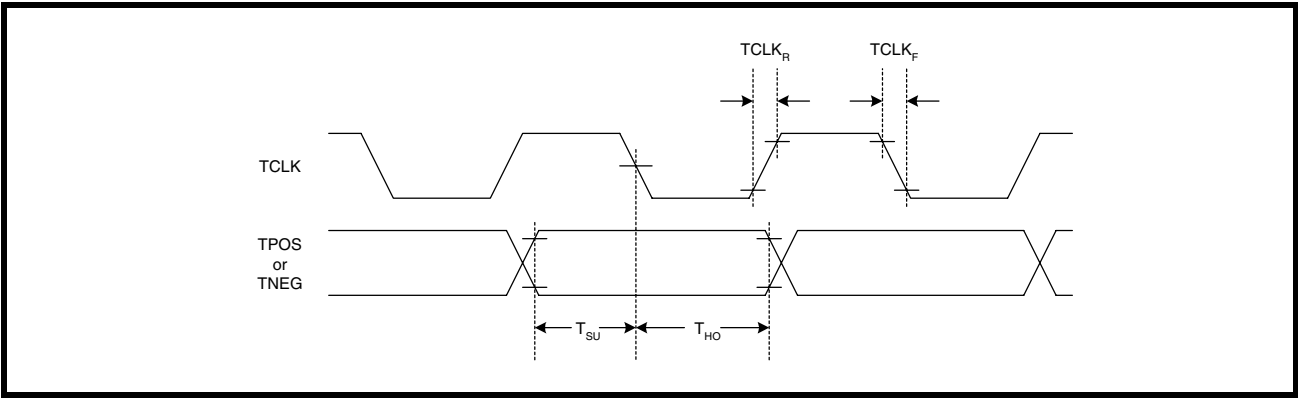 TCLK_R TCLK_F
TCLK
TPOS
or
TNEG
T_SU T_HO